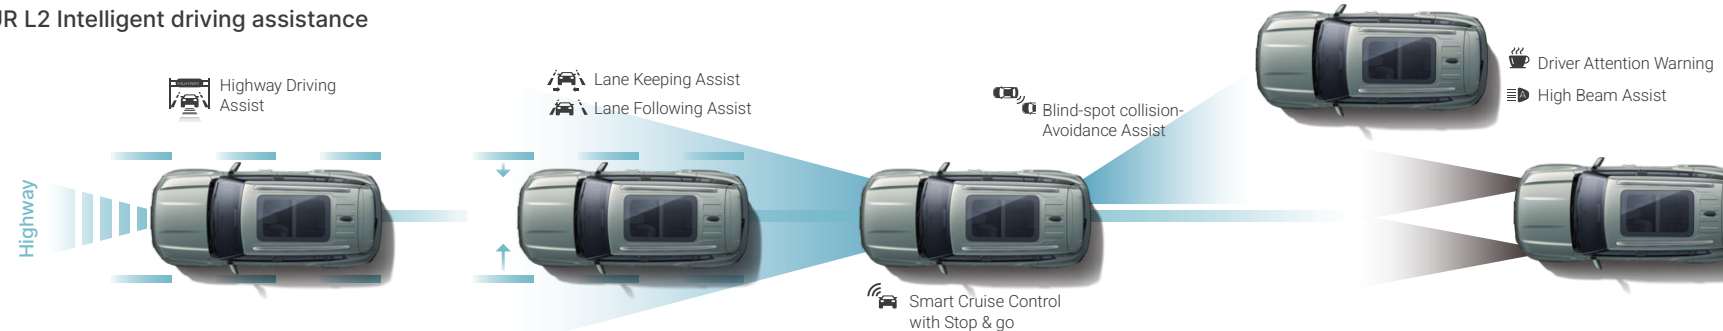 UR L2 Intelligent driving assistance
Highway
Highway Driving
Assist
Lane Keeping Assist
Lane Following Assist
Blind-spot collision-
Avoidance Assist
Smart Cruise Control
with Stop & go
Driver Attention Warning
High Beam Assist